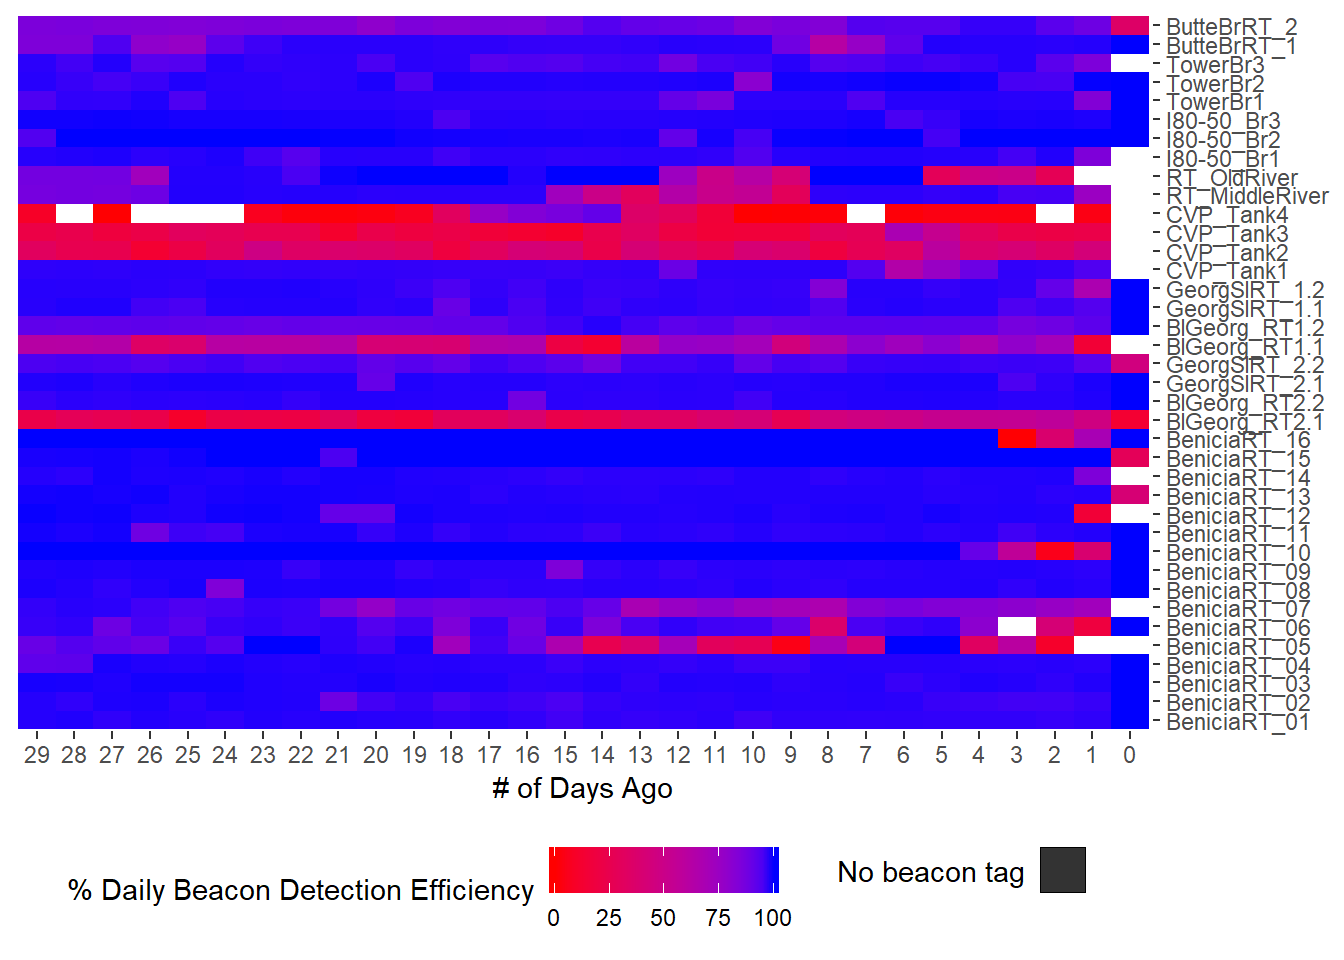 ButteBrRT_2
ButteBrRT_1
TowerBr3
TowerBr2
TowerBr1
I80-50_Br3
I80-50_Br2
I80-50_Br1
RT_OldRiver
RT_MiddleRiver
CVP_Tank4
CVP_Tank3
CVP_Tank2
CVP_Tank1
GeorgSlRT_1.2
GeorgSlRT_1.1
BlGeorg_RT1.2
BlGeorg_RT1.1
GeorgSlRT_2.2
GeorgSlRT_2.1
BlGeorg_RT2.2
BlGeorg_RT2.1
BeniciaRT_16
BeniciaRT_15
BeniciaRT_14
BeniciaRT_13
BeniciaRT_12
BeniciaRT_11
BeniciaRT_10
BeniciaRT_09
BeniciaRT_08
BeniciaRT_07
BeniciaRT_06
BeniciaRT_05
BeniciaRT_04
BeniciaRT_03
BeniciaRT_02
BeniciaRT_01
29 28 27 26 25 24 23 22 21 20 19 18 17 16 15 14 13 12 11 10 9 8 7 6 5 4 3 2 1 0
# of Days Ago
% Daily Beacon Detection Efficiency
0 25 50 75 100
No beacon tag